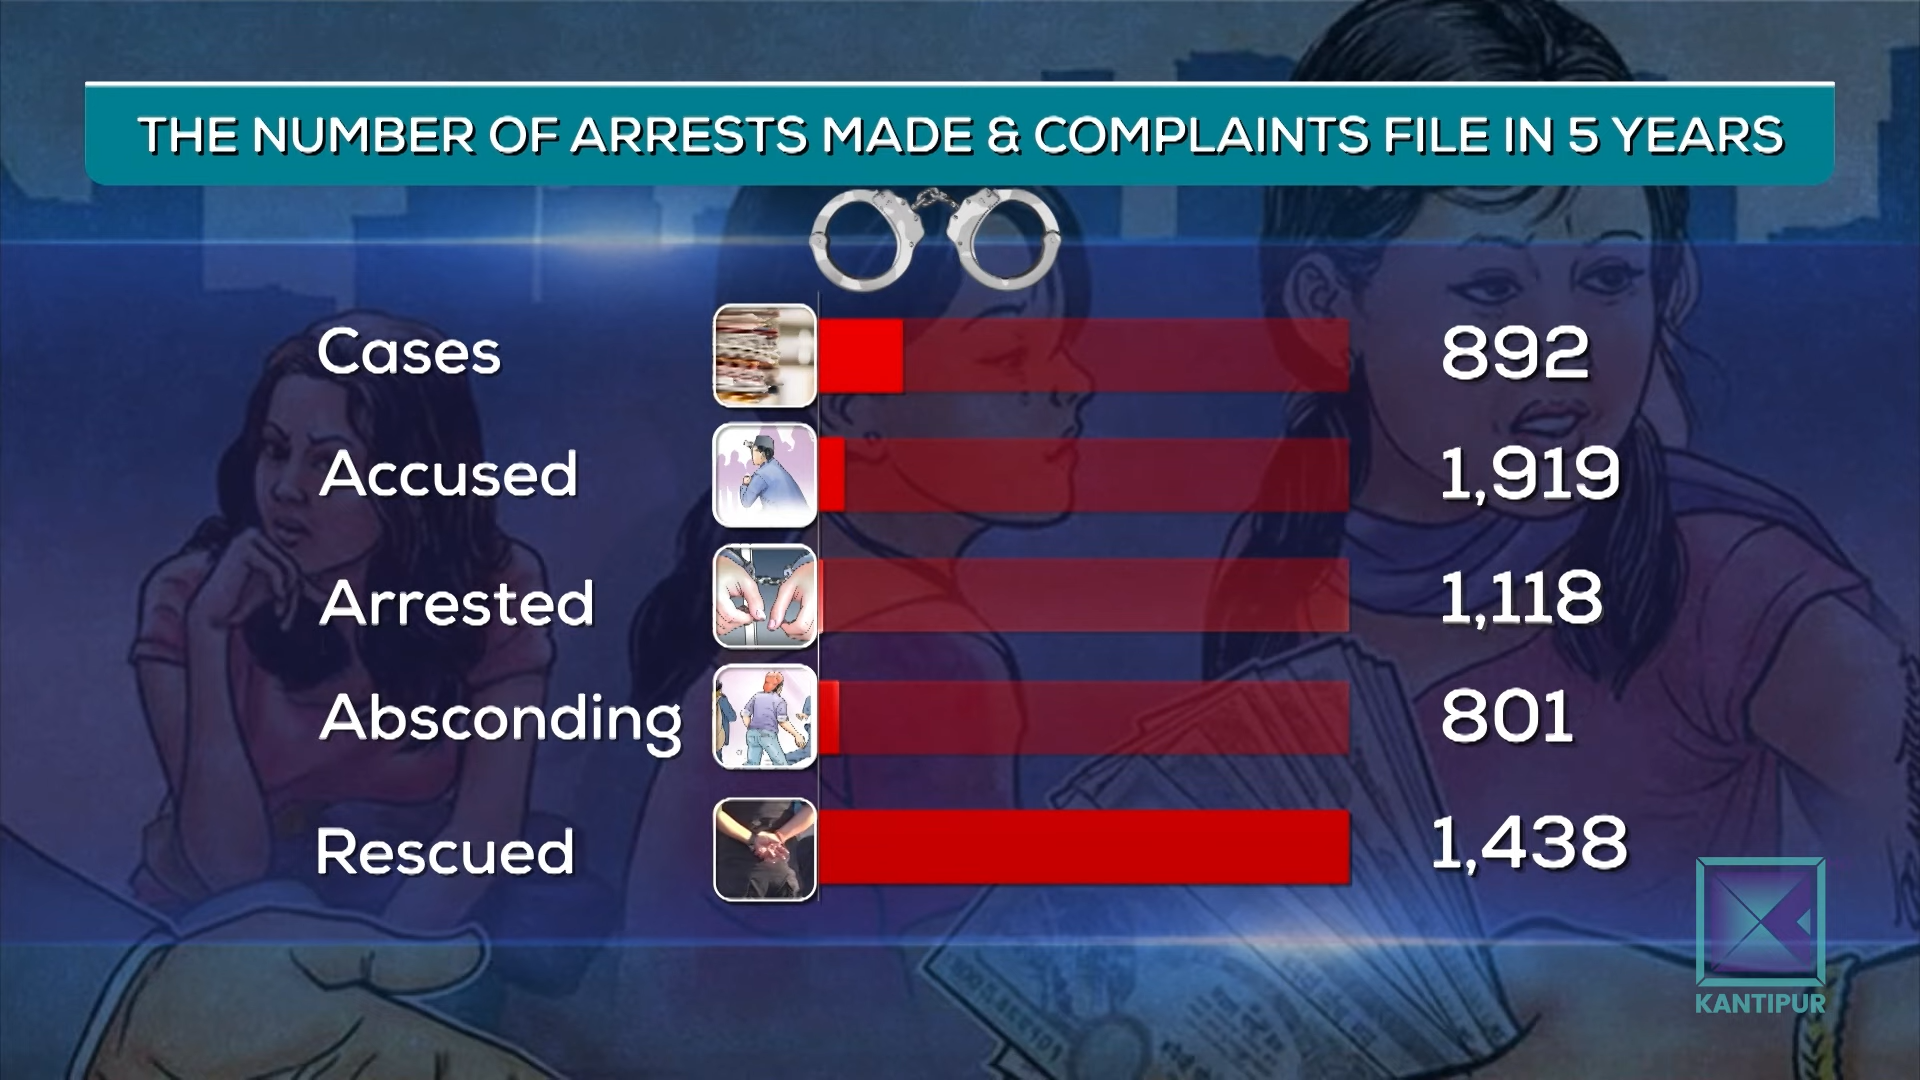 THE NUMBER OF ARRESTS MADE & COMPLAINTS FILE IN 5 YEARS
Cases 892
Accused 1,919
Arrested 1,118
Absconding 801
Rescued 1,438
KANTIPUR